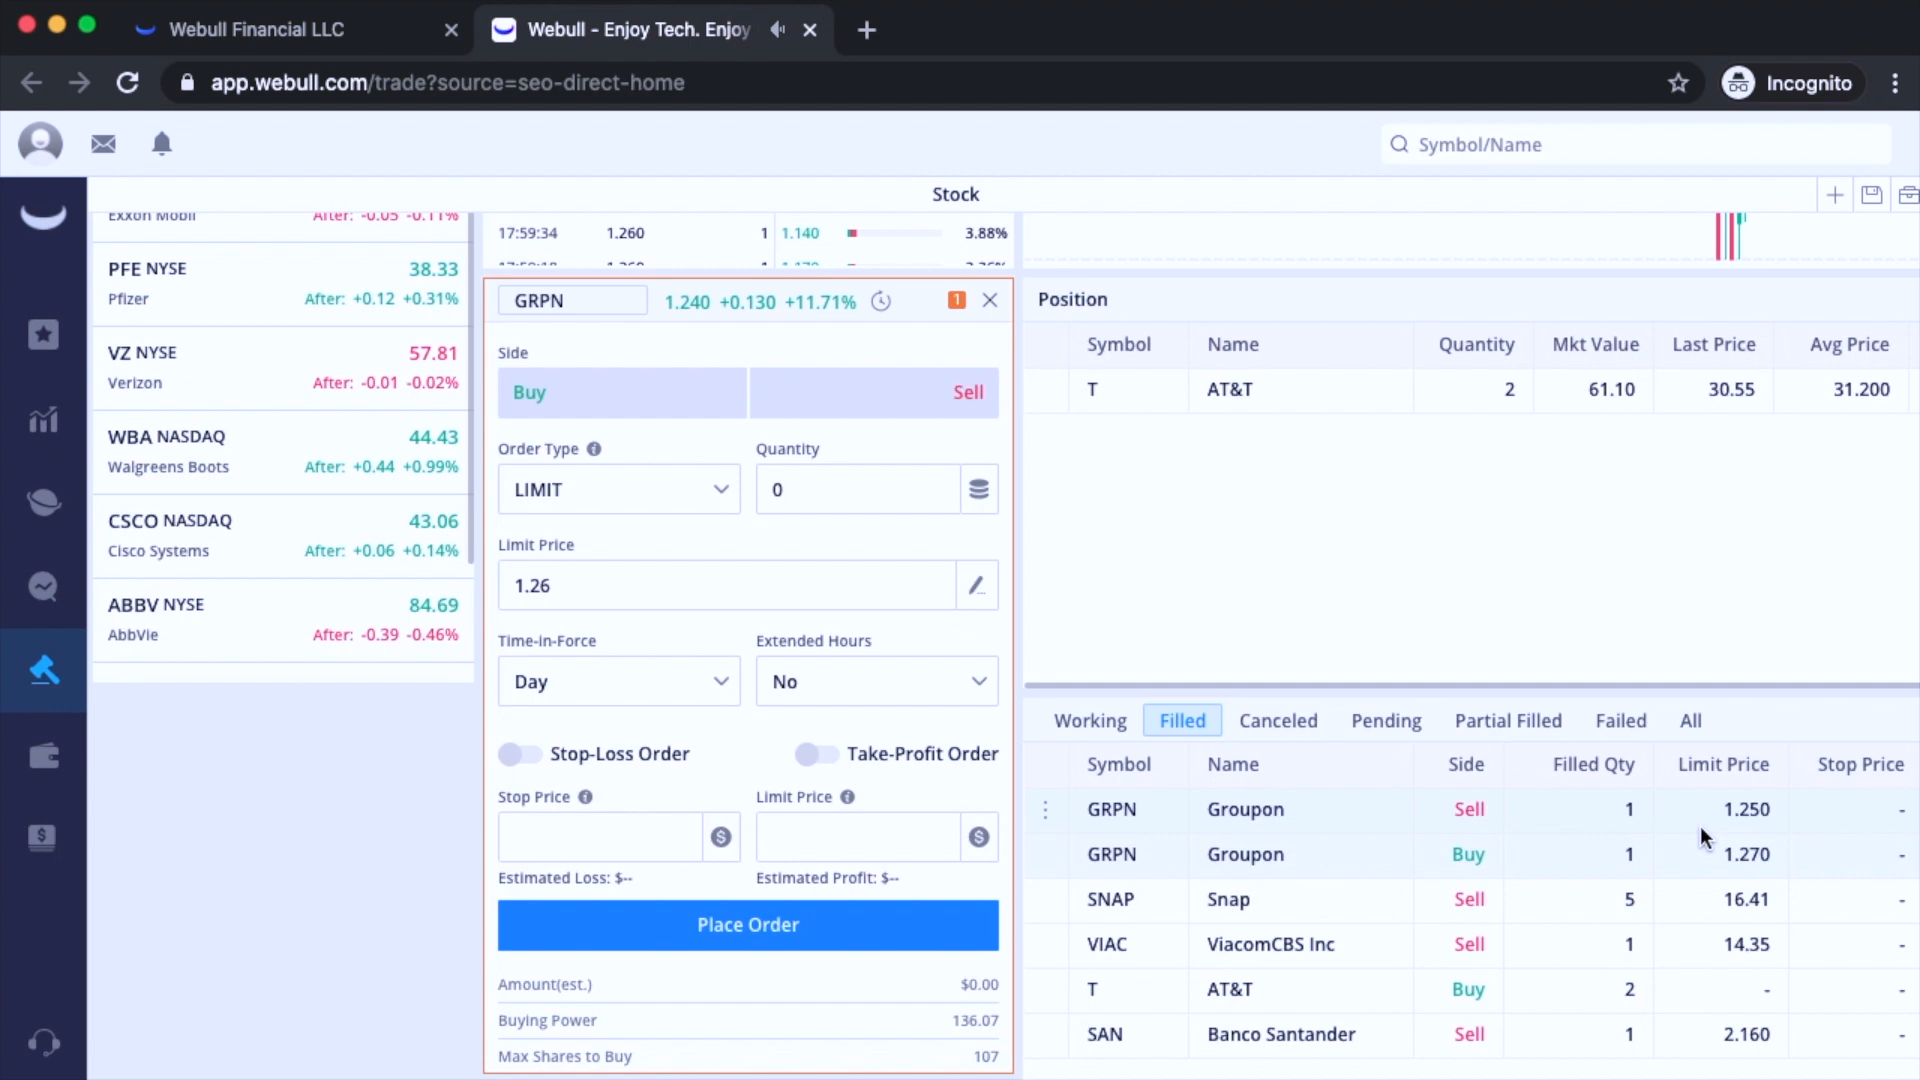 Webull Financial LLC
Webull - Enjoy Tech. Enjoy
app.webull.com/trade?source=seo-direct-home
Incognito
Symbol/Name
Stock
Exxon Mobil After: -0.05 -0.11%
PFE NYSE 38.33
Pfizer After: +0.12 +0.31%
VZ NYSE 57.81
Verizon After: -0.01 -0.02%
WBA NASDAQ 44.43
Walgreens Boots After: +0.44 +0.99%
CSCO NASDAQ 43.06
Cisco Systems After: +0.06 +0.14%
ABBV NYSE 84.69
AbbVie After: -0.39 -0.46%
17:59:34 1.260 1 1.140 3.88%
GRPN 1.240 +0.130 +11.71% 1
Side
Buy Sell
Order Type Quantity
LIMIT 0
Limit Price
1.26
Time-in-Force Extended Hours
Day No
Stop-Loss Order Take-Profit Order
Stop Price Limit Price
Estimated Loss: $-- Estimated Profit: $--
Place Order
Amount(est.) $0.00
Buying Power 136.07
Max Shares to Buy 107
Position
Symbol Name Quantity Mkt Value Last Price Avg Price
T AT&T 2 61.10 30.55 31.200
Working Filled Canceled Pending Partial Filled Failed All
Symbol Name Side Filled Qty Limit Price Stop Price
GRPN Groupon Sell 1 1.250 -
GRPN Groupon Buy 1 1.270 -
SNAP Snap Sell 5 16.41 -
VIAC ViacomCBS Inc Sell 1 14.35 -
T AT&T Buy 2 - -
SAN Banco Santander Sell 1 2.160 -